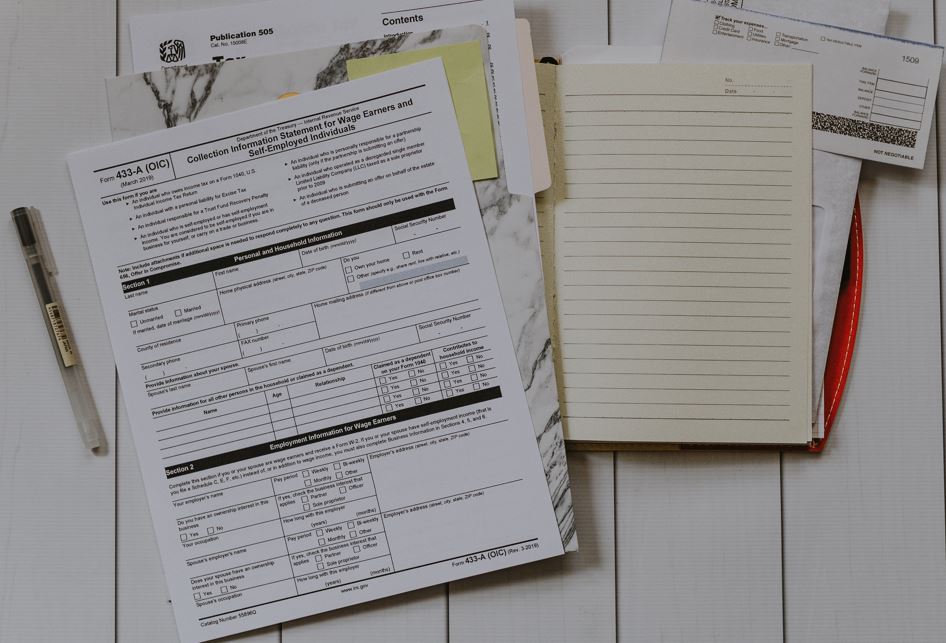 Publication 505
Cat. No. 15008E
Contents
Track your expenses...
Clothing
Food
Transportation
TAX DEDUCTIBLE ITEM
Credit Card
Utilities
Mortgage
Entertainment
Insurance
Other
1509
BALANCE
FORWARD
THIS ITEM
BALANCE
DEPOSIT
OTHER
BALANCE
FORWARD
NOT NEGOTIABLE
No.
Date
Department of the Treasury — Internal Revenue Service
Form 433-A (OIC)
(March 2019)
Collection Information Statement for Wage Earners and
Self-Employed Individuals
Use this form if you are
An individual who owes income tax on a Form 1040, U.S.
Individual Income Tax Return
An individual with a personal liability for Excise Tax
An individual responsible for a Trust Fund Recovery Penalty
An individual who is self-employed or has self-employment
income. You are considered to be self-employed if you are in
business for yourself, or carry on a trade or business.
An individual who is personally responsible for a partnership
liability (only if the partnership is submitting an offer)
An individual who operated as a disregarded single member
Limited Liability Company (LLC) taxed as a sole proprietor
prior to 2009
An individual who is submitting an offer on behalf of the estate
of a deceased person
Note: Include attachments if additional space is needed to respond completely to any question. This form should only be used with the Form
656, Offer in Compromise.
Section 1 Personal and Household Information
Last name
First name
Date of birth (mm/dd/yyyy)
Social Security Number
- -
Marital status
Unmarried Married
If married, date of marriage (mm/dd/yyyy)
Home physical address (street, city, state, ZIP code)
Do you
Own your home Rent
Other (specify e.g., share rent, live with relative, etc.)
County of residence
Primary phone
( ) -
Home mailing address (if different from above or post office box number)
Secondary phone
( ) -
FAX number
( ) -
Provide information about your spouse.
Spouse's last name
Spouse's first name
Date of birth (mm/dd/yyyy)
Social Security Number
- -
Provide information for all other persons in the household or claimed as a dependent.
Name
Age
Relationship
Claimed as a dependent
on your Form 1040
Contributes to
household income
Yes No Yes No
Yes No Yes No
Yes No Yes No
Yes No Yes No
Section 2 Employment Information for Wage Earners
Complete this section if you or your spouse are wage earners and receive a Form W-2. If you or your spouse have self-employment income (that is
you file a Schedule C, E, F, etc.) instead of, or in addition to wage income, you must also complete Business Information in Sections 4, 5, and 6.
Your employer's name
Pay period Weekly Bi-weekly
Monthly Other
Employer's address (street, city, state, ZIP code)
Do you have an ownership interest in this
business
Yes No
If yes, check the business interest that
applies Partner Officer
Sole proprietor
Your occupation
How long with this employer
(years) (months)
Spouse's employer's name
Pay period Weekly Bi-weekly
Monthly Other
Employer's address (street, city, state, ZIP code)
Does your spouse have an ownership
interest in this business
Yes No
If yes, check the business interest that
applies Partner Officer
Sole proprietor
Spouse's occupation
How long with this employer
(years) (months)
Catalog Number 55896Q
www.irs.gov
Form 433-A (OIC) (Rev. 3-2019)